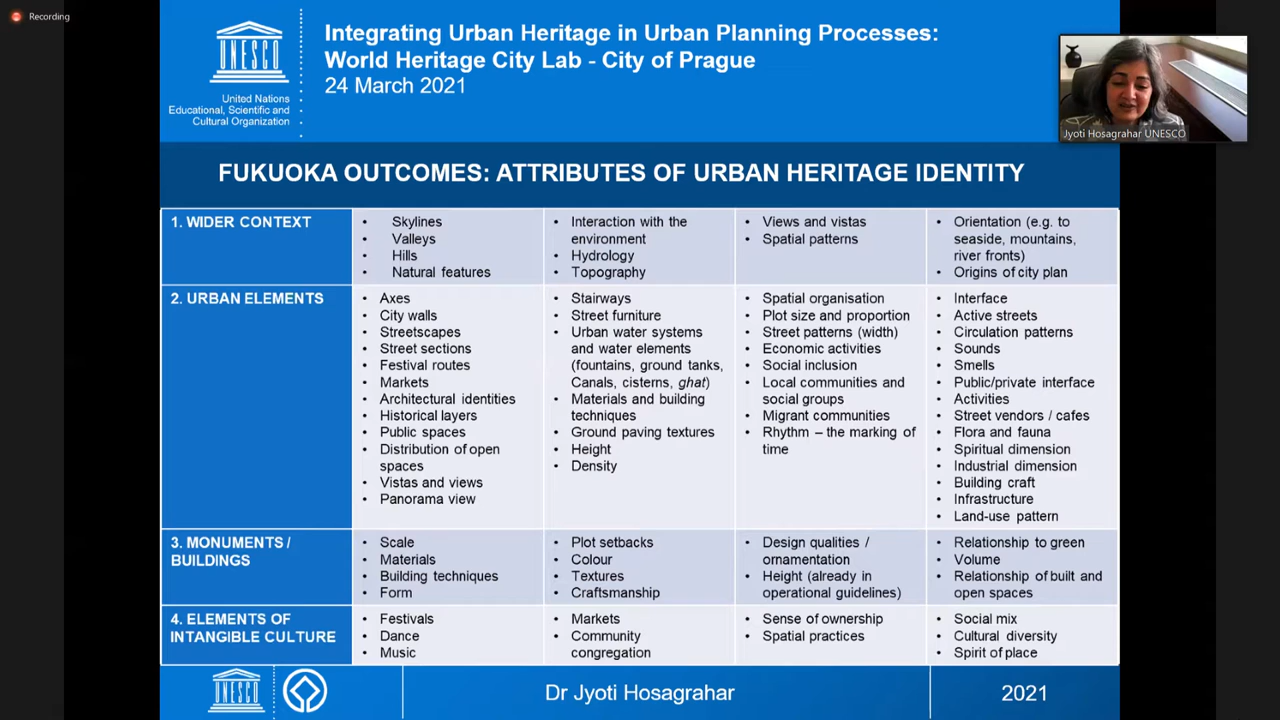 Recording
UNESCO
United Nations
Educational, Scientific and
Cultural Organization
Integrating Urban Heritage in Urban Planning Processes:
World Heritage City Lab - City of Prague
24 March 2021
Jyoti Hosagrahar UNESCO
FUKUOKA OUTCOMES: ATTRIBUTES OF URBAN HERITAGE IDENTITY
1. WIDER CONTEXT
• Skylines
• Valleys
• Hills
• Natural features
• Interaction with the
environment
• Hydrology
• Topography
• Views and vistas
• Spatial patterns
• Orientation (e.g. to
seaside, mountains,
river fronts)
• Origins of city plan
2. URBAN ELEMENTS
• Axes
• City walls
• Streetscapes
• Street sections
• Festival routes
• Markets
• Architectural identities
• Historical layers
• Public spaces
• Distribution of open
spaces
• Vistas and views
• Panorama view
• Stairways
• Street furniture
• Urban water systems
and water elements
(fountains, ground tanks,
Canals, cisterns, ghat)
• Materials and building
techniques
• Ground paving textures
• Height
• Density
• Spatial organisation
• Plot size and proportion
• Street patterns (width)
• Economic activities
• Social inclusion
• Local communities and
social groups
• Migrant communities
• Rhythm – the marking of
time
• Interface
• Active streets
• Circulation patterns
• Sounds
• Smells
• Public/private interface
• Activities
• Street vendors / cafes
• Flora and fauna
• Spiritual dimension
• Industrial dimension
• Building craft
• Infrastructure
• Land-use pattern
3. MONUMENTS /
BUILDINGS
• Scale
• Materials
• Building techniques
• Form
• Plot setbacks
• Colour
• Textures
• Craftsmanship
• Design qualities /
ornamentation
• Height (already in
operational guidelines)
• Relationship to green
• Volume
• Relationship of built and
open spaces
4. ELEMENTS OF
INTANGIBLE CULTURE
• Festivals
• Dance
• Music
• Markets
• Community
congregation
• Sense of ownership
• Spatial practices
• Social mix
• Cultural diversity
• Spirit of place
UNESCO
Dr Jyoti Hosagrahar
2021